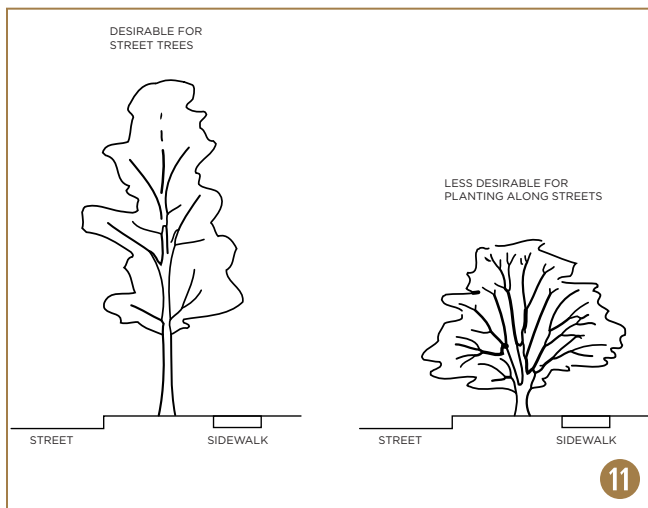 DESIRABLE FOR
STREET TREES
LESS DESIRABLE FOR
PLANTING ALONG STREETS
STREET
SIDEWALK
STREET
SIDEWALK
11